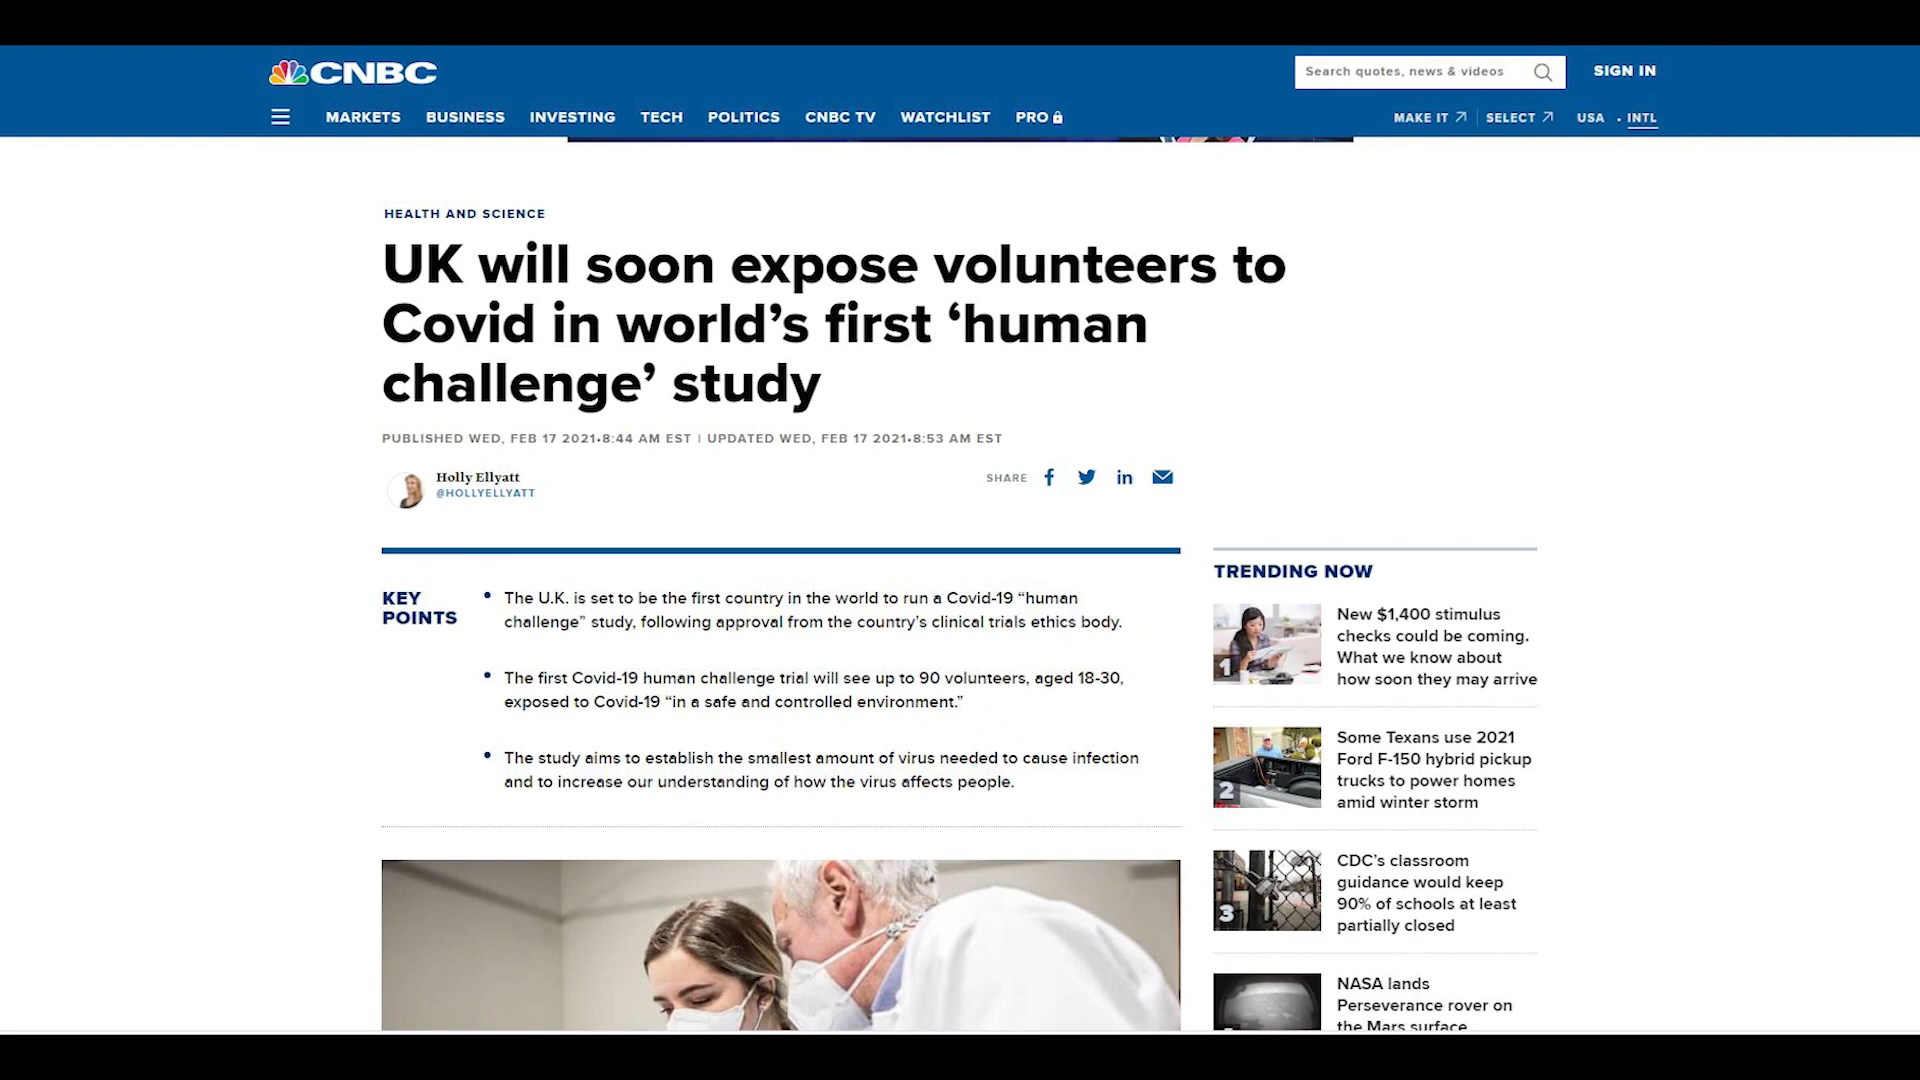 CNBC
Search quotes, news & videos
SIGN IN
MARKETS BUSINESS INVESTING TECH POLITICS CNBC TV WATCHLIST PRO
MAKE IT SELECT USA • INTL
HEALTH AND SCIENCE
UK will soon expose volunteers to
Covid in world’s first ‘human
challenge’ study
PUBLISHED WED, FEB 17 2021•8:44 AM EST | UPDATED WED, FEB 17 2021•8:53 AM EST
Holly Ellyatt
@HOLLYELLYATT
SHARE
KEY
POINTS
• The U.K. is set to be the first country in the world to run a Covid-19 “human
challenge” study, following approval from the country’s clinical trials ethics body.
• The first Covid-19 human challenge trial will see up to 90 volunteers, aged 18-30,
exposed to Covid-19 “in a safe and controlled environment.”
• The study aims to establish the smallest amount of virus needed to cause infection
and to increase our understanding of how the virus affects people.
TRENDING NOW
1
New $1,400 stimulus
checks could be coming.
What we know about
how soon they may arrive
2
Some Texans use 2021
Ford F-150 hybrid pickup
trucks to power homes
amid winter storm
3
CDC’s classroom
guidance would keep
90% of schools at least
partially closed
NASA lands
Perseverance rover on
the Mars surface